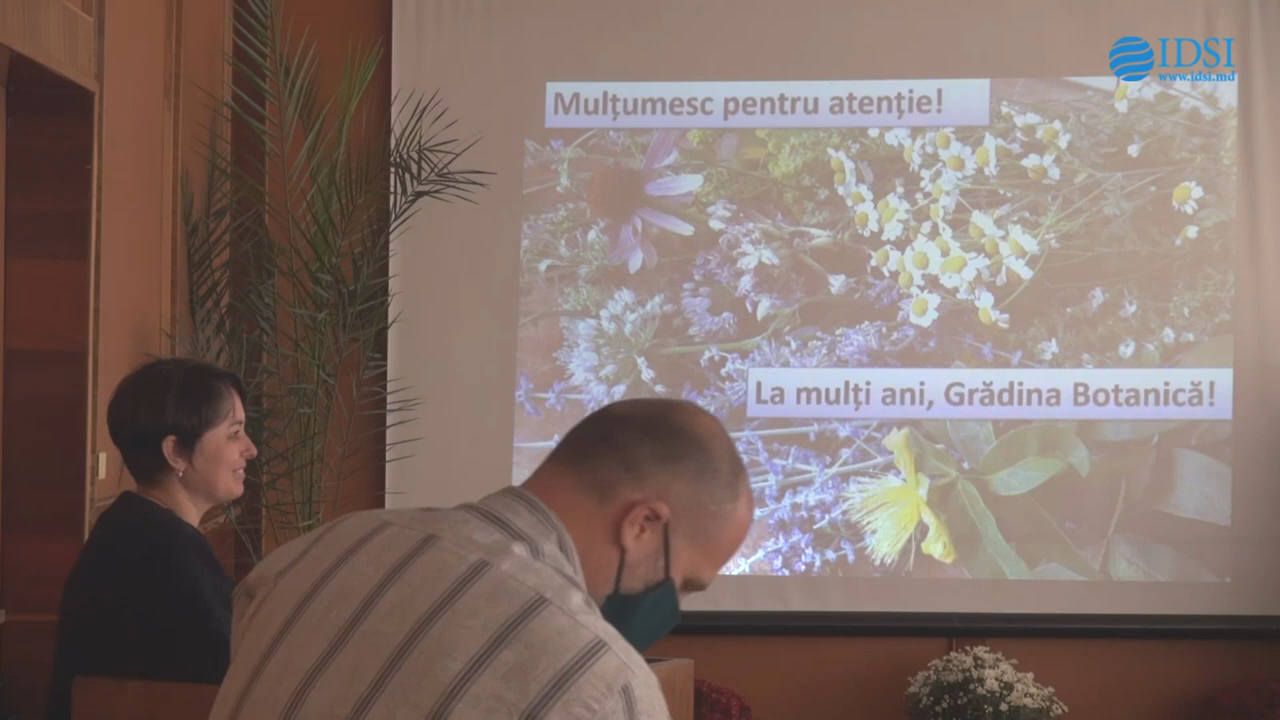 IDSI
www.idsi.md
Mulțumesc pentru atenție!
La mulți ani, Grădina Botanică!